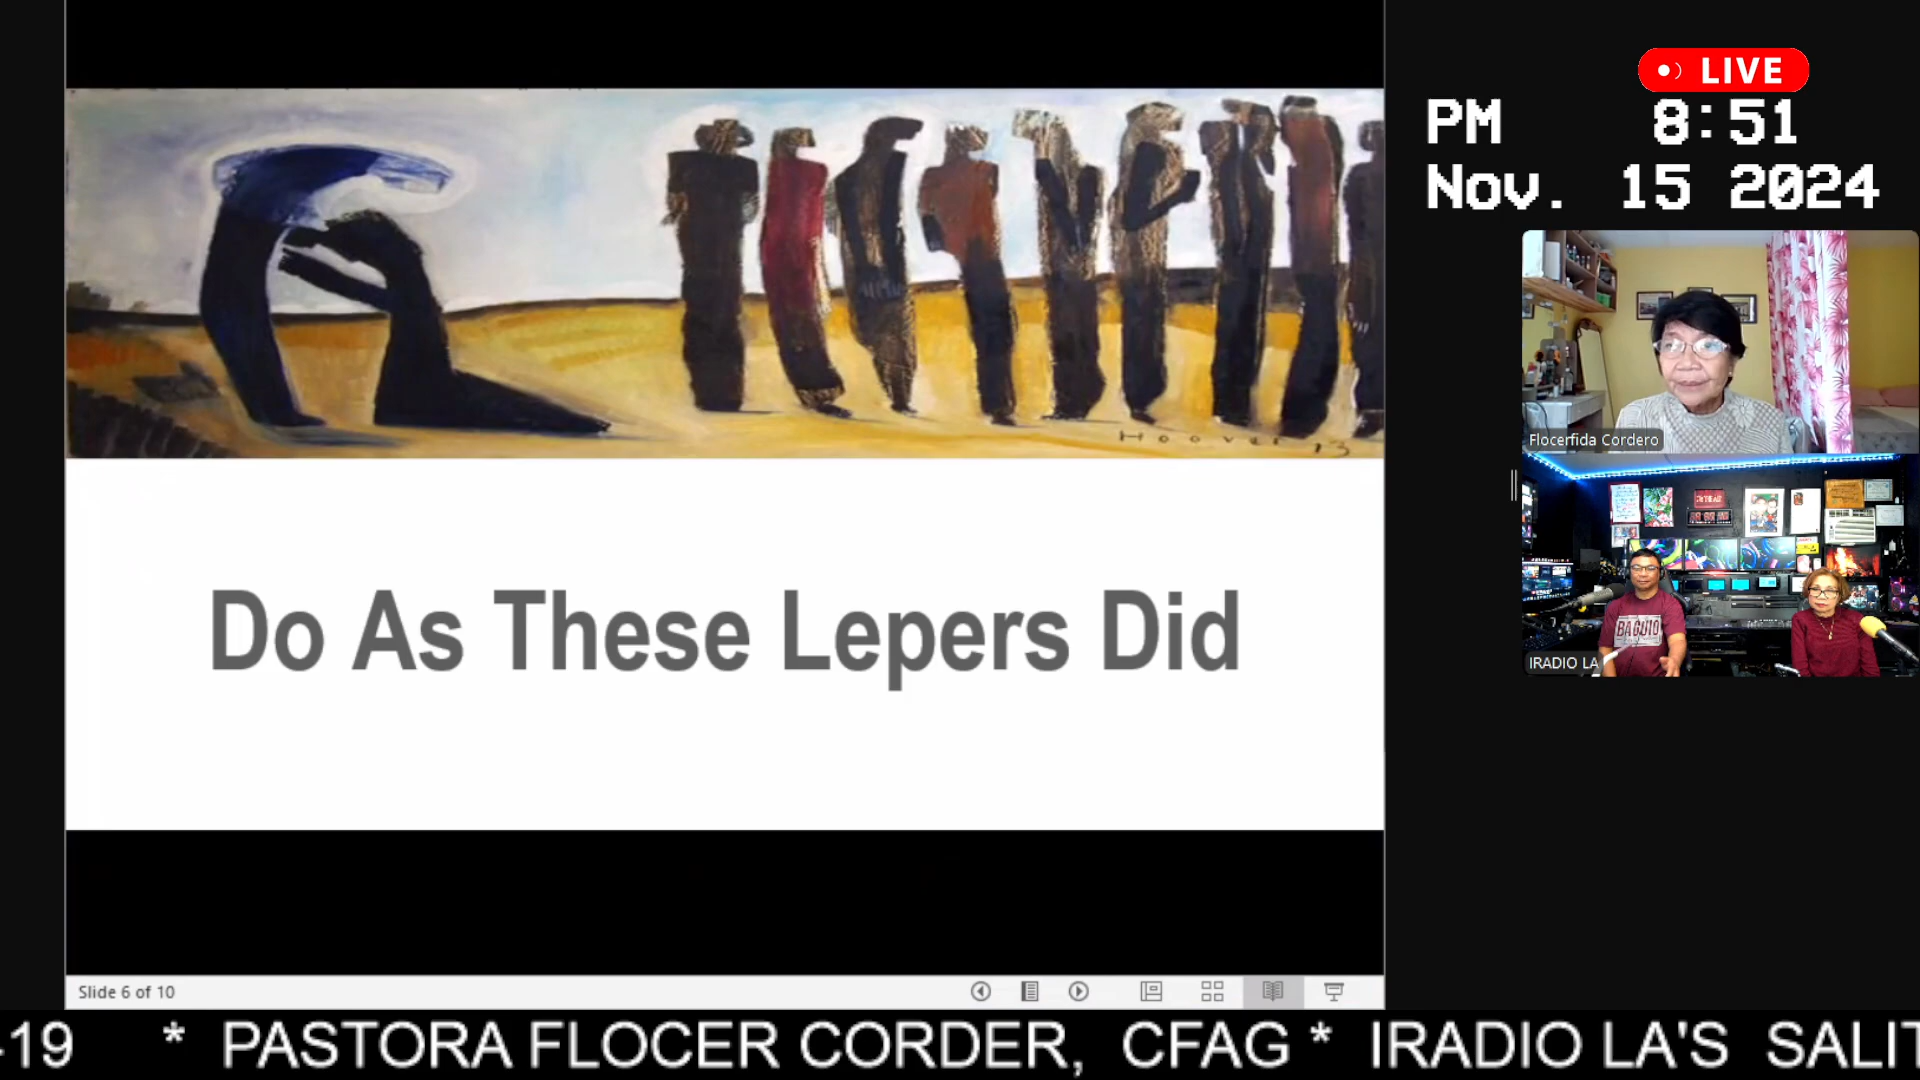 LIVE
PM 8:51
Nov. 15 2024
Hoover 13
Do As These Lepers Did
Flocerfida Cordero
BAGUIO
IRADIO LA
Slide 6 of 10
-19 * PASTORA FLOCER CORDER, CFAG * IRADIO LA'S SALIT